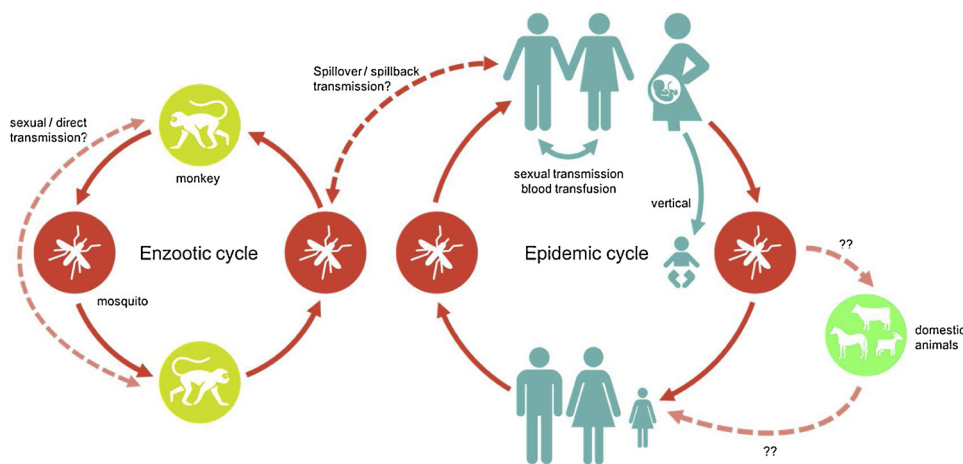 Spillover / spillback
transmission?
sexual / direct
transmission?
monkey
sexual transmission
blood transfusion
vertical
Enzootic cycle
Epidemic cycle
??
mosquito
domestic
animals
??